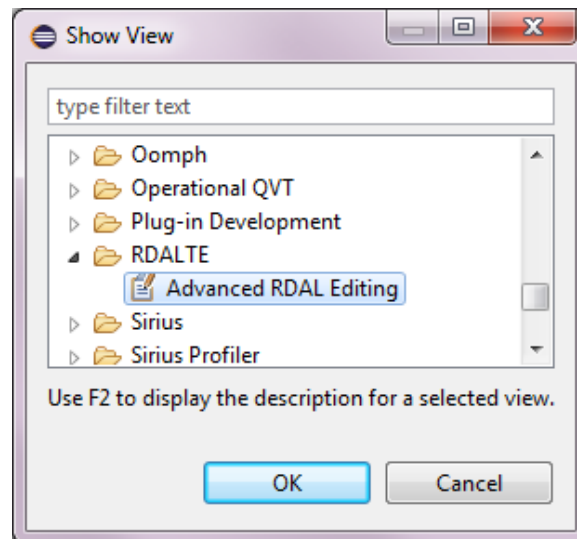 Show View
type filter text
Oomph
Operational QVT
Plug-in Development
RDALTE
Advanced RDAL Editing
Sirius
Sirius Profiler
Use F2 to display the description for a selected view.
OK
Cancel